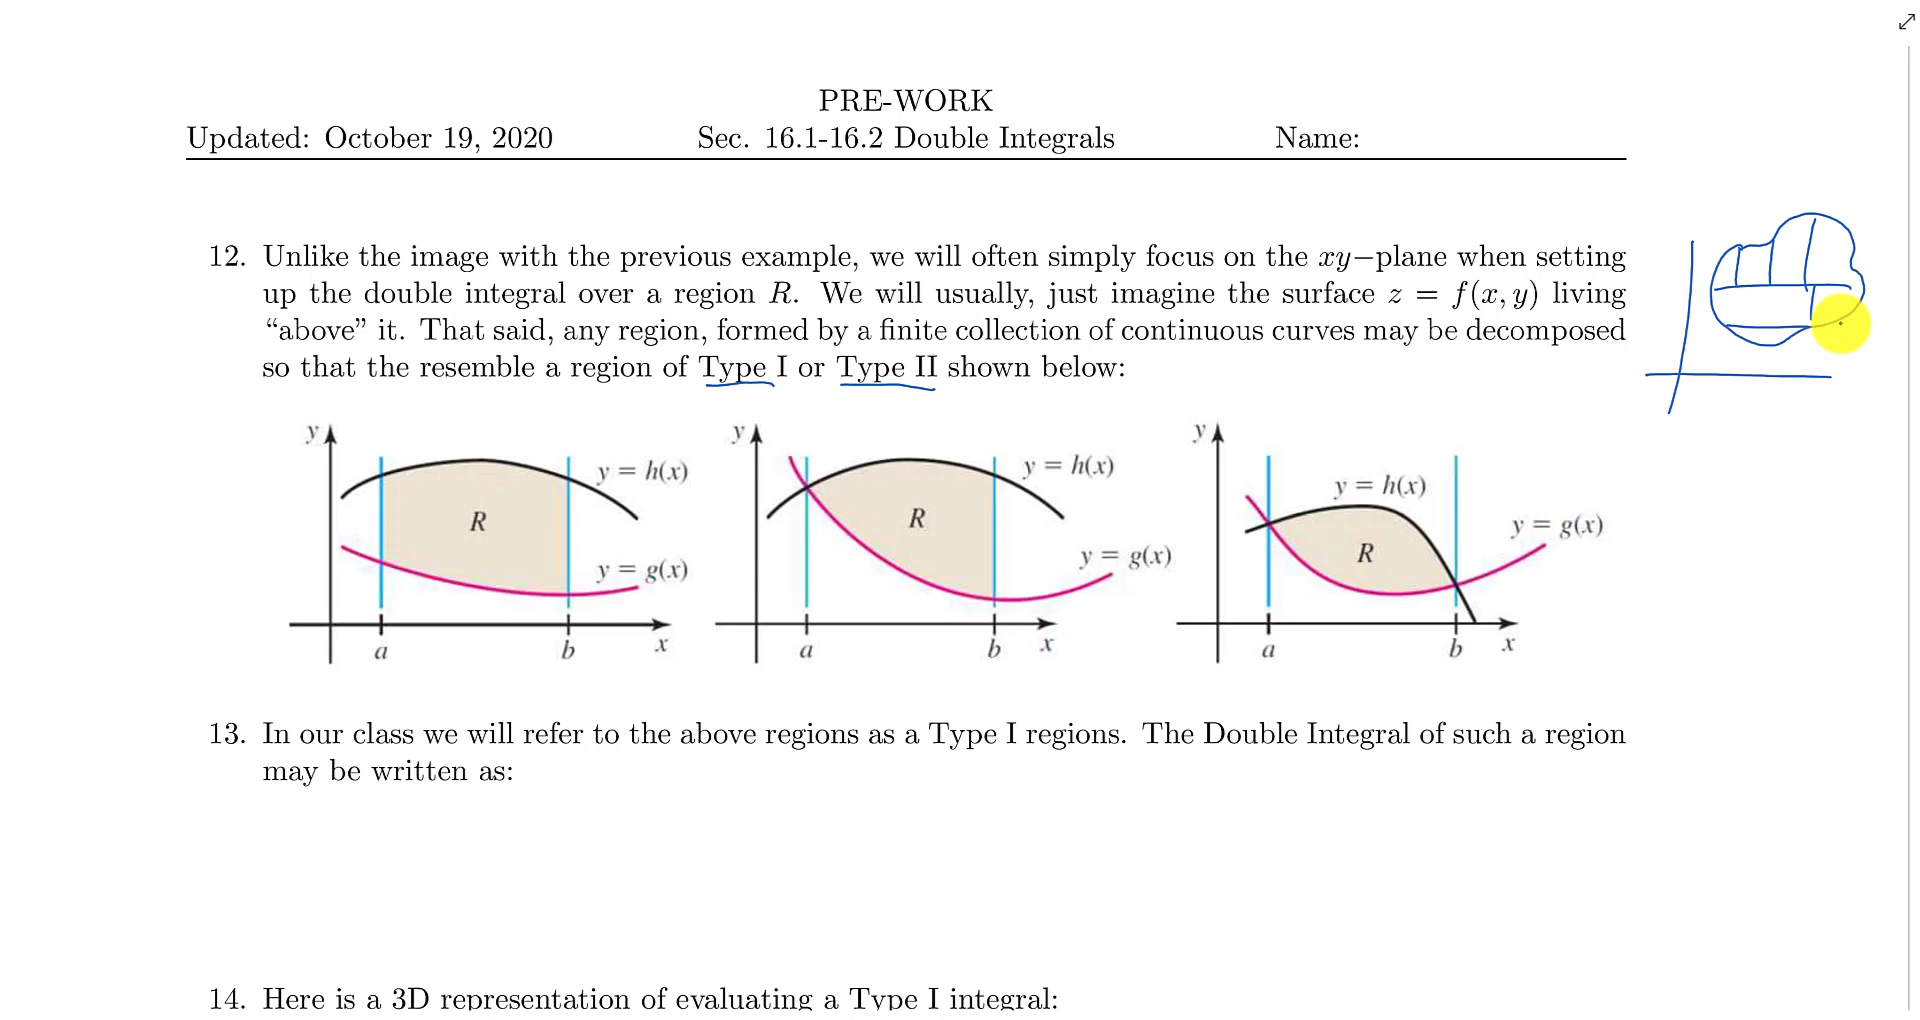 PRE-WORK
Updated: October 19, 2020 Sec. 16.1-16.2 Double Integrals Name:
12. Unlike the image with the previous example, we will often simply focus on the xy−plane when setting
up the double integral over a region R. We will usually, just imagine the surface z = f(x, y) living
“above” it. That said, any region, formed by a finite collection of continuous curves may be decomposed
so that the resemble a region of Type I or Type II shown below:
y
y = h(x)
R
y = g(x)
a
b
x
y
y = h(x)
R
y = g(x)
a
b
x
y
y = h(x)
y = g(x)
R
a
b
x
13. In our class we will refer to the above regions as a Type I regions. The Double Integral of such a region
may be written as:
14. Here is a 3D representation of evaluating a Type I integral: